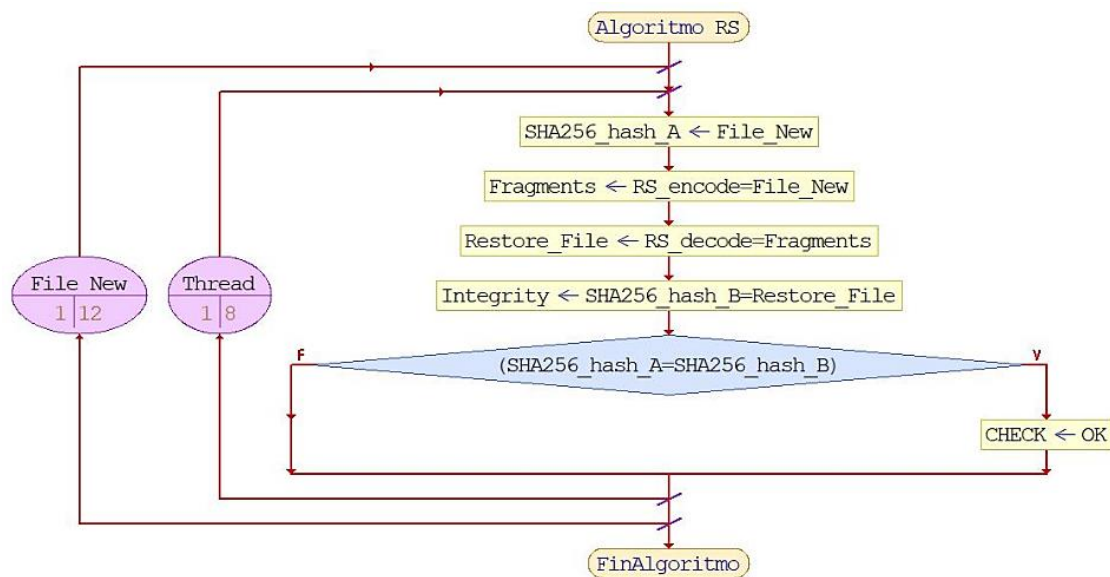 Algoritmo RS
SHA256_hash_A ← File_New
Fragments ← RS_encode=File_New
Restore_File ← RS_decode=Fragments
File New
1 12
Thread
1 8
Integrity ← SHA256_hash_B=Restore_File
F
(SHA256_hash_A=SHA256_hash_B)
V
CHECK ← OK
FinAlgoritmo